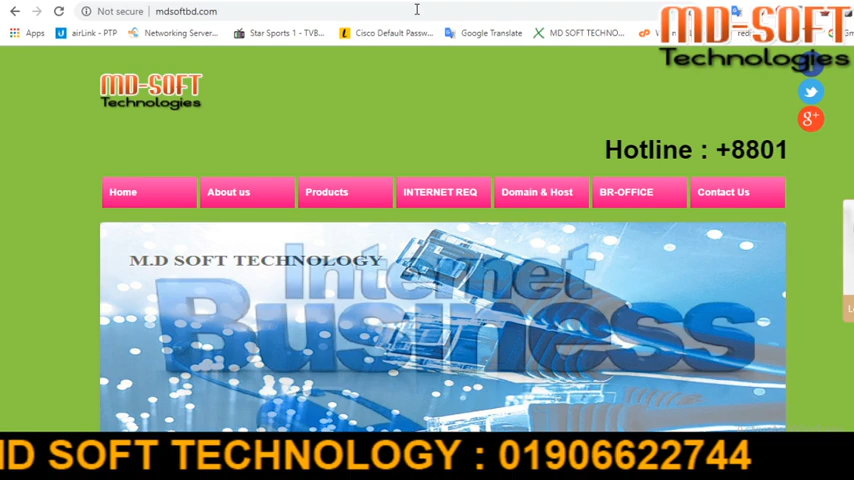 Not secure | mdsoftbd.com
MD-SOFT
Technologies
Apps airLink - PTP Networking Server... Star Sports 1 - TVB... Cisco Default Passw... Google Translate MD SOFT TECHNO...
MD-SOFT
Technologies
g+
Hotline : +8801
Home About us Products INTERNET REQ Domain & Host BR-OFFICE Contact Us
M.D SOFT TECHNOLOGY
Internet
Business
MD SOFT TECHNOLOGY : 01906622744